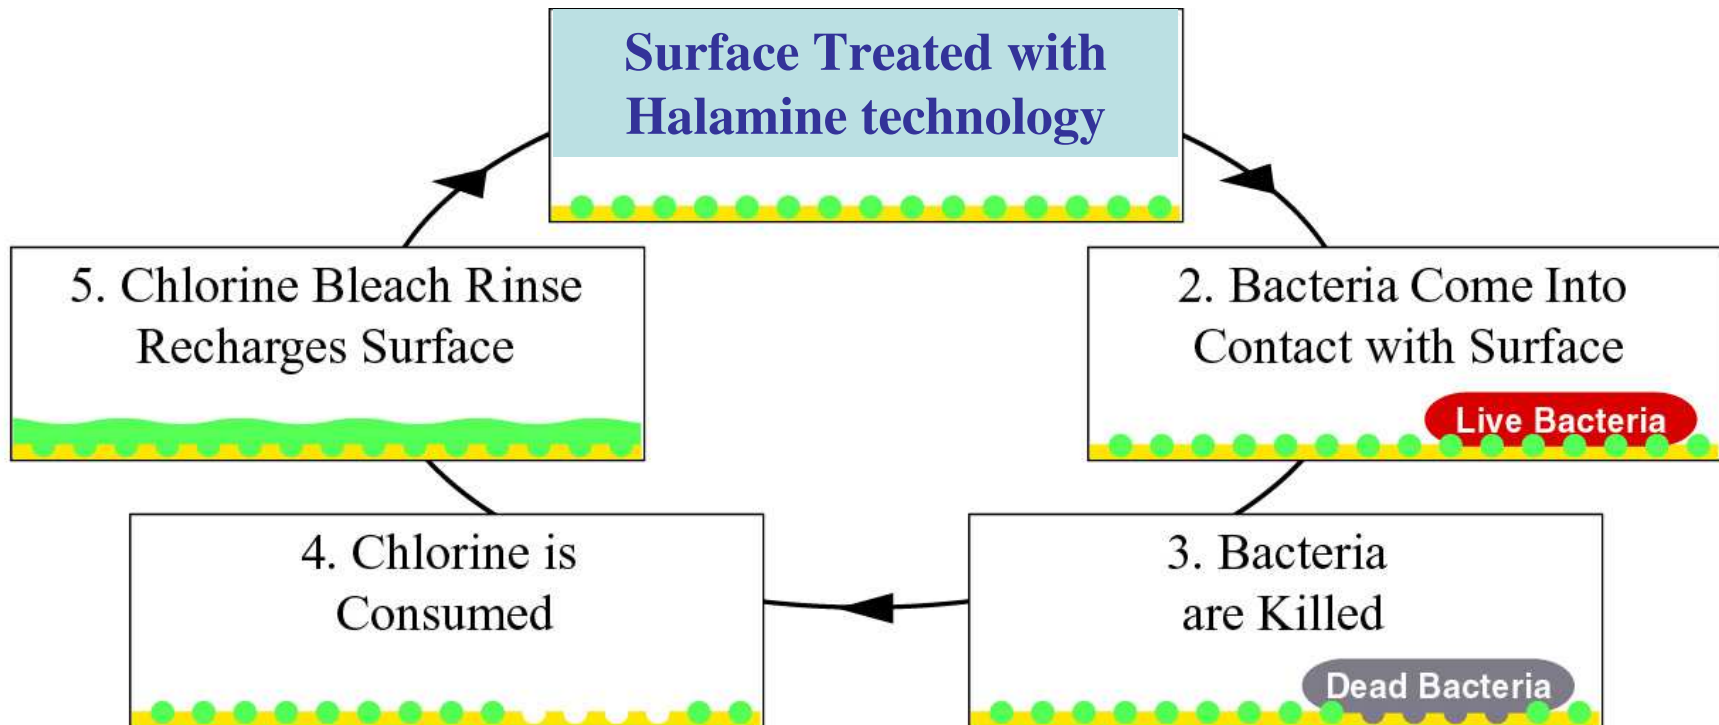 Surface Treated with
Halamine technology
2. Bacteria Come Into
Contact with Surface
Live Bacteria
3. Bacteria
are Killed
Dead Bacteria
4. Chlorine is
Consumed
5. Chlorine Bleach Rinse
Recharges Surface